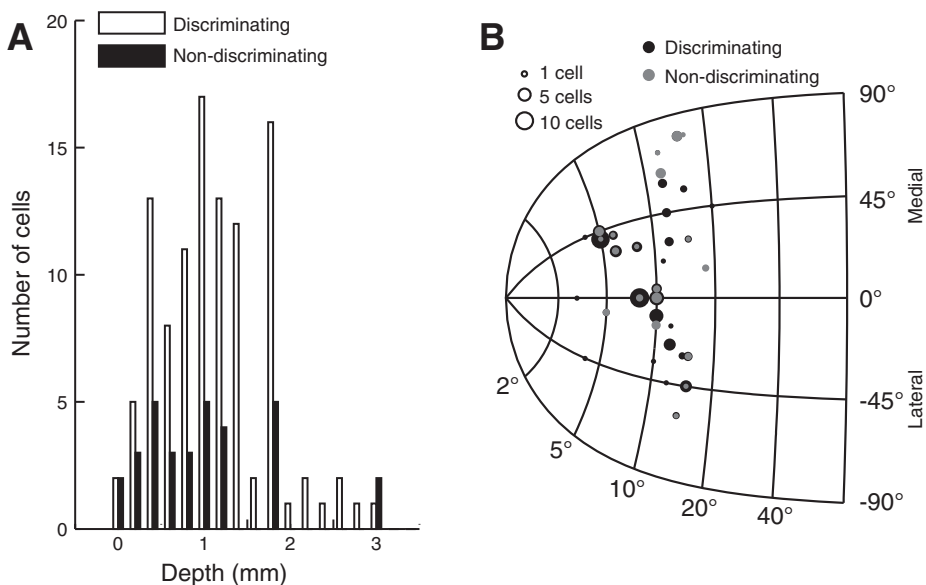 A
Discriminating
Non-discriminating
Number of cells
20
15
10
5
0
0 1 2 3
Depth (mm)
B
Discriminating
Non-discriminating
1 cell
5 cells
10 cells
90°
45°
0°
-45°
-90°
Medial
Lateral
2°
5°
10°
20°
40°